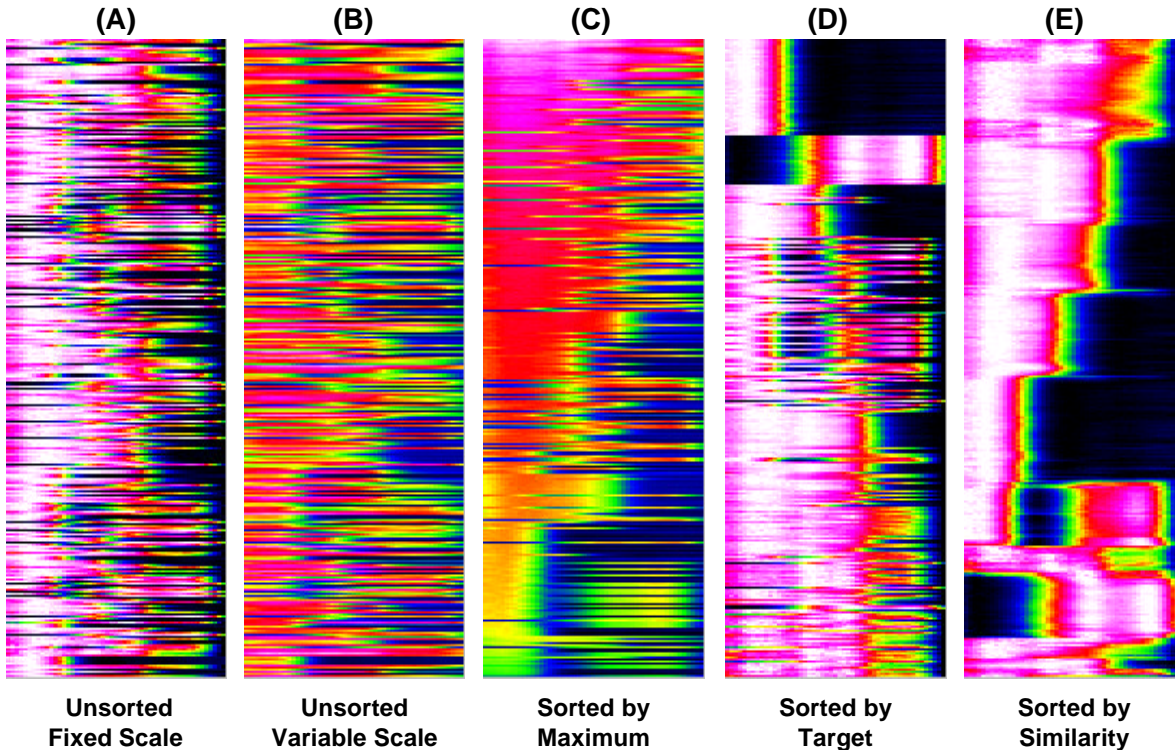 (A) (B) (C) (D) (E)
Unsorted Unsorted Sorted by Sorted by Sorted by
Fixed Scale Variable Scale Maximum Target Similarity